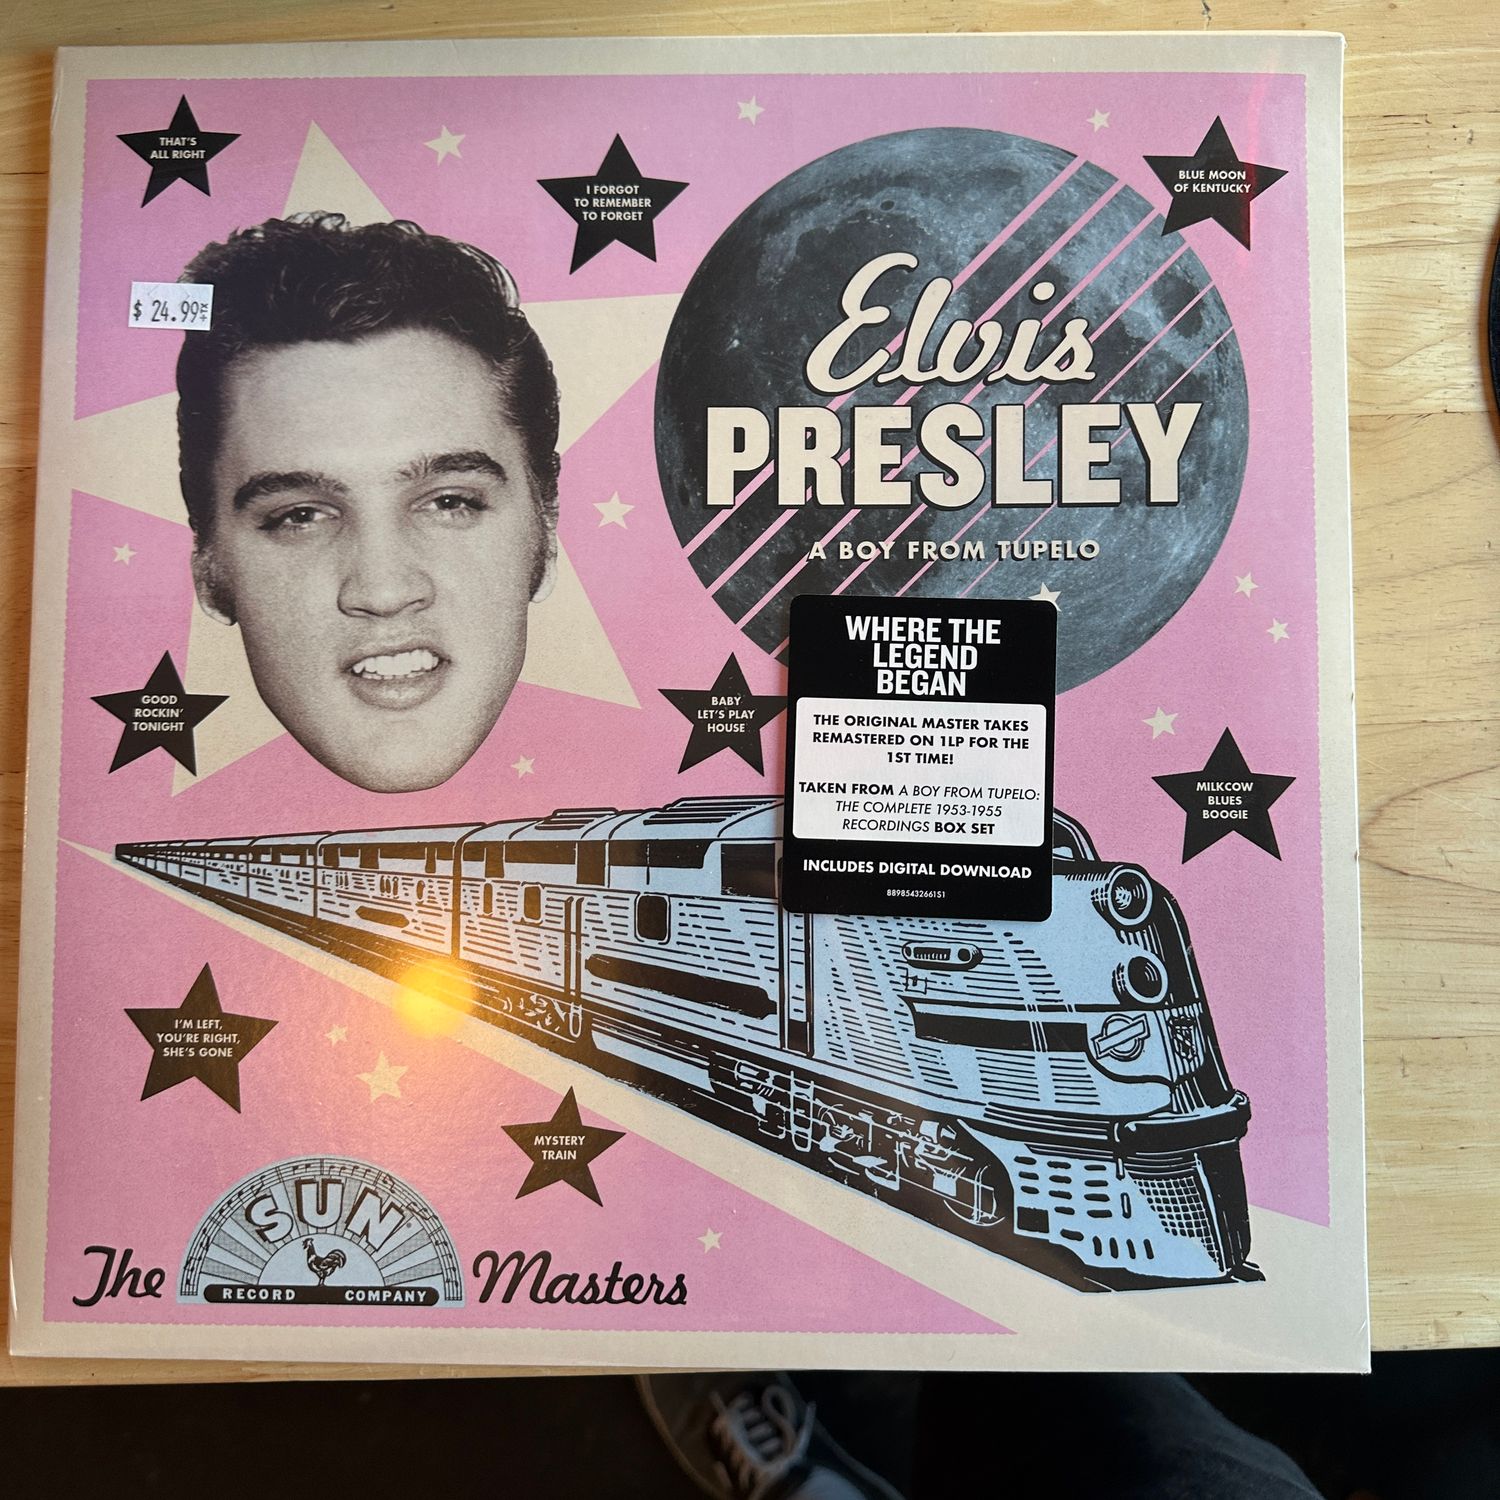 THAT'S
ALL RIGHT
I FORGOT
TO REMEMBER
TO FORGET
BLUE MOON
OF KENTUCKY
$ 24.99 +TX
Elvis
PRESLEY
A BOY FROM TUPELO
WHERE THE
LEGEND
BEGAN
THE ORIGINAL MASTER TAKES
REMASTERED ON 1LP FOR THE
1ST TIME!
TAKEN FROM A BOY FROM TUPELO:
THE COMPLETE 1953-1955
RECORDINGS BOX SET
INCLUDES DIGITAL DOWNLOAD
88985432661S1
GOOD
ROCKIN'
TONIGHT
BABY
LET'S PLAY
HOUSE
MILKCOW
BLUES
BOOGIE
I'M LEFT,
YOU'RE RIGHT,
SHE'S GONE
MYSTERY
TRAIN
The
SUN
RECORD COMPANY
Masters